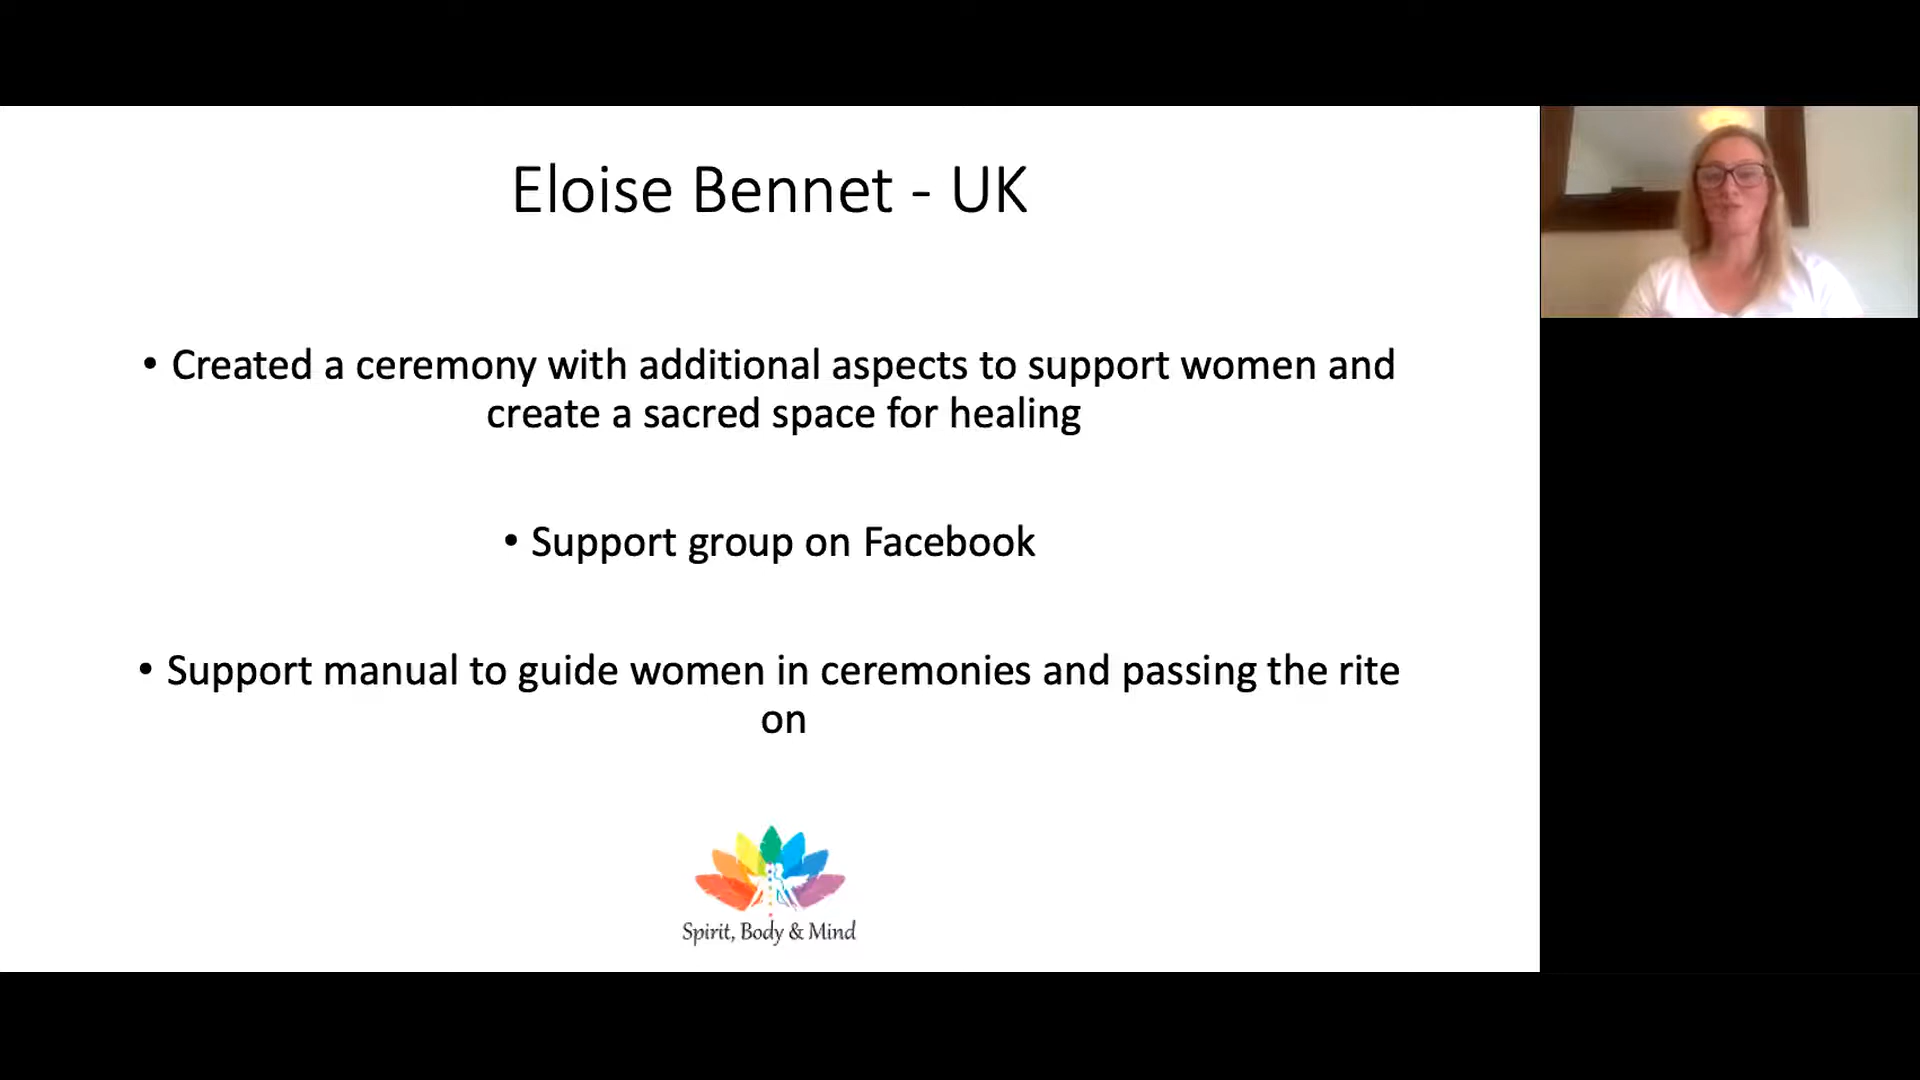 Eloise Bennet - UK
• Created a ceremony with additional aspects to support women and
create a sacred space for healing
• Support group on Facebook
• Support manual to guide women in ceremonies and passing the rite
on
Spirit, Body & Mind